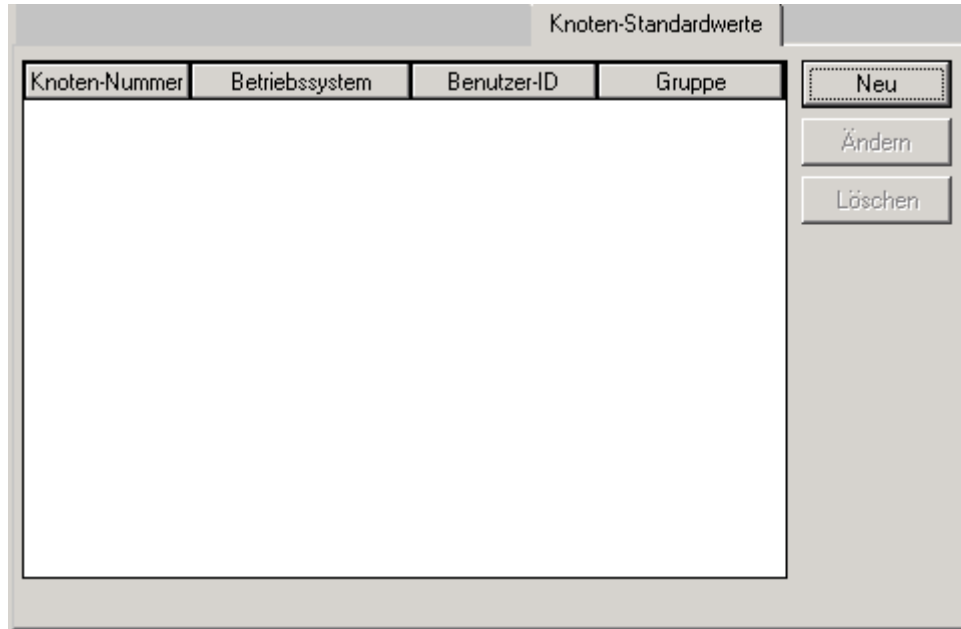 Knoten-Standardwerte
Knoten-Nummer Betriebssystem Benutzer-ID Gruppe
Neu
Ändern
Löschen